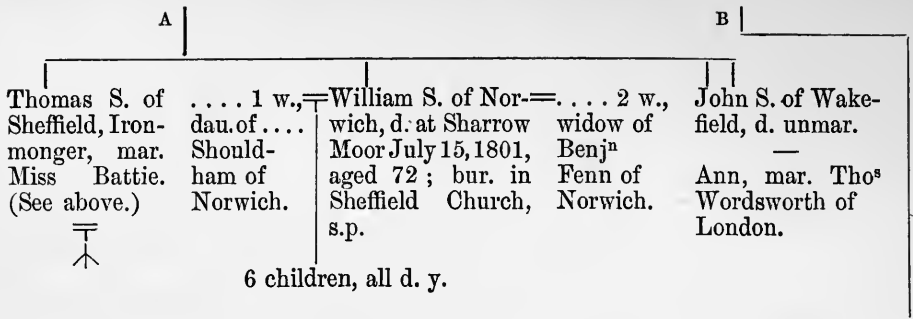 A
B
Thomas S. of
Sheffield, Iron-
monger, mar.
Miss Battie.
(See above.)
. . . . 1 w.,
dau. of . . . .
Should-
ham of
Norwich.
William S. of Nor-
wich, d. at Sharrow
Moor July 15, 1801,
aged 72 ; bur. in
Sheffield Church,
s.p.
. . . . 2 w.,
widow of
Benjⁿ
Fenn of
Norwich.
John S. of Wake-
field, d. unmar.
—
Ann, mar. Thoˢ
Wordsworth of
London.
6 children, all d. y.